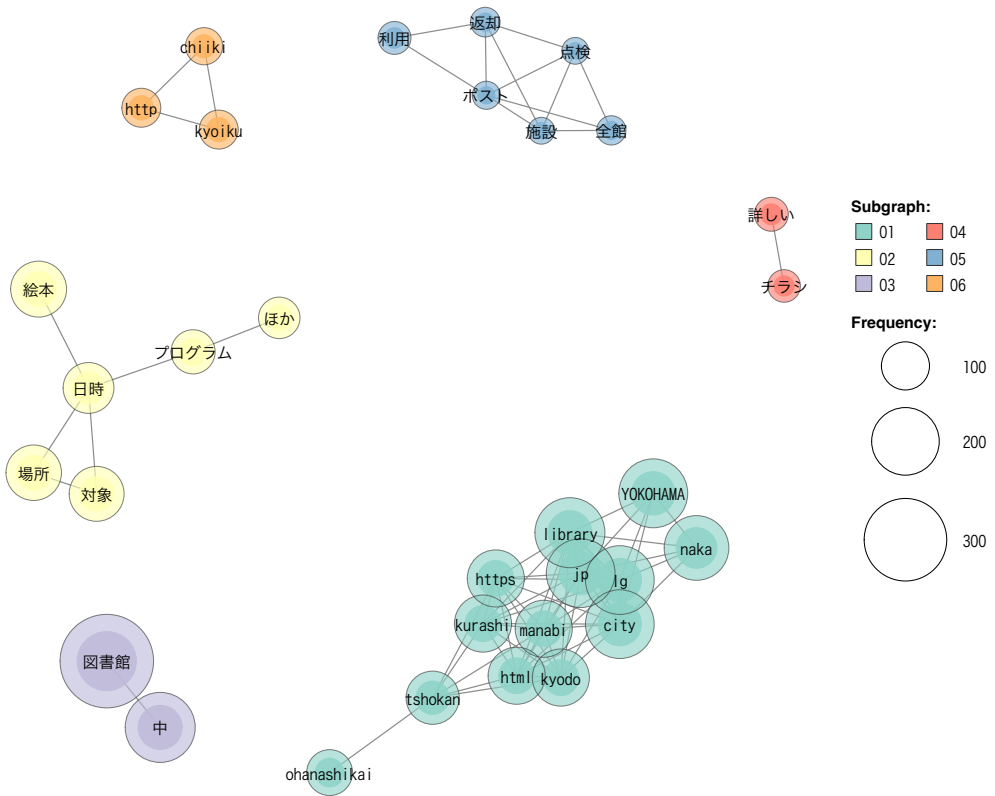 chiiki
http
kyoiku
返却
利用
点検
ポスト
施設
全館
詳しい
チラシ
Subgraph:
01 04
02 05
03 06
Frequency:
100
200
300
絵本
ほか
プログラム
日時
場所
対象
YOKOHAMA
library
naka
https
jp
lg
kurashi
manabi
city
html
kyodo
tshokan
ohanashikai
図書館
中